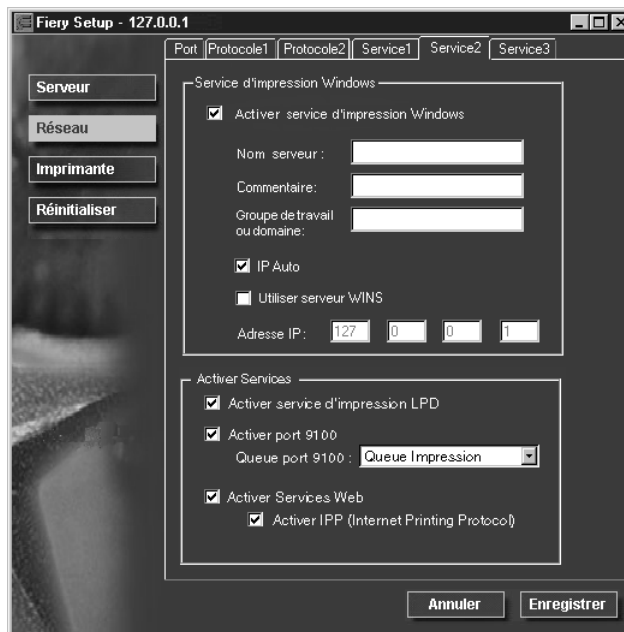 Fiery Setup - 127.0.0.1
Port Protocole1 Protocole2 Service1 Service2 Service3
Serveur
Réseau
Imprimante
Réinitialiser
Service d'impression Windows
Activer service d'impression Windows
Nom serveur :
Commentaire:
Groupe de travail
ou domaine:
IP Auto
Utiliser serveur WINS
Adresse IP: 127 0 0 1
Activer Services
Activer service d'impression LPD
Activer port 9100
Queue port 9100 : Queue Impression
Activer Services Web
Activer IPP (Internet Printing Protocol)
Annuler Enregistrer